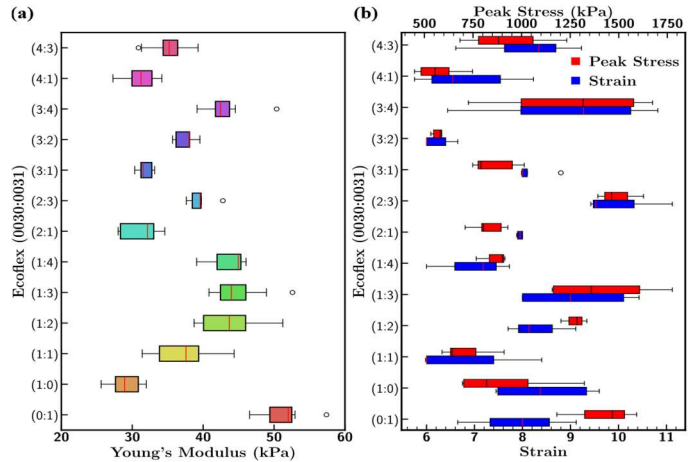 (a)
(b)
Peak Stress (kPa)
500 750 1000 1250 1500 1750
Peak Stress
Strain
Ecoflex (0030:0031)
(4:3)
(4:1)
(3:4)
(3:2)
(3:1)
(2:3)
(2:1)
(1:4)
(1:3)
(1:2)
(1:1)
(1:0)
(0:1)
20 30 40 50 60
Young's Modulus (kPa)
Ecoflex (0030:0031)
(4:3)
(4:1)
(3:4)
(3:2)
(3:1)
(2:3)
(2:1)
(1:4)
(1:3)
(1:2)
(1:1)
(1:0)
(0:1)
6 7 8 9 10 11
Strain